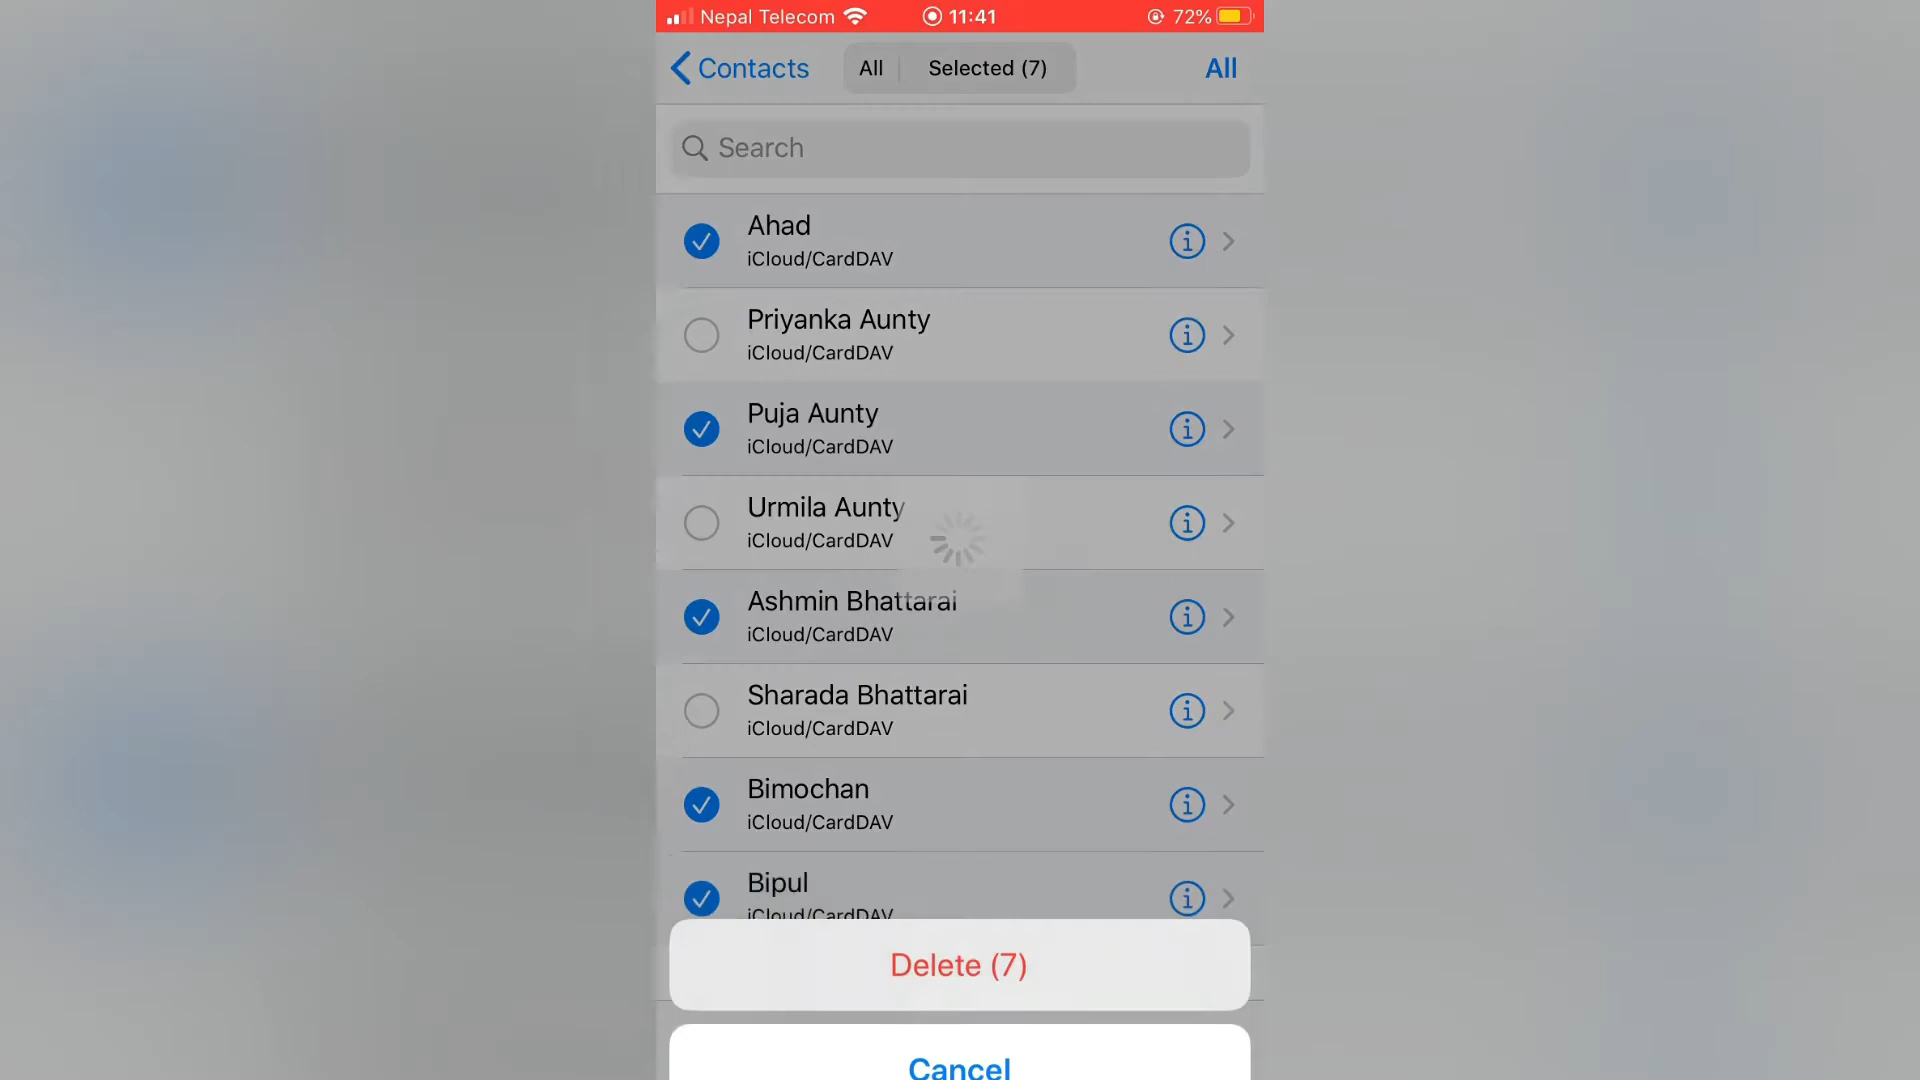 Nepal Telecom 11:41 72%
Contacts All Selected (7) All
Search
Ahad
iCloud/CardDAV
Priyanka Aunty
iCloud/CardDAV
Puja Aunty
iCloud/CardDAV
Urmila Aunty
iCloud/CardDAV
Ashmin Bhattarai
iCloud/CardDAV
Sharada Bhattarai
iCloud/CardDAV
Bimochan
iCloud/CardDAV
Bipul
iCloud/CardDAV
Delete (7)
Cancel